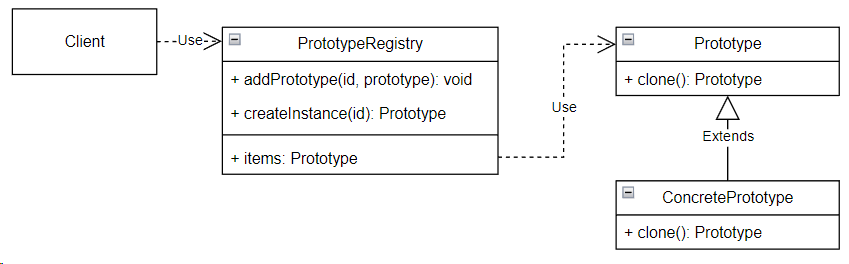 Client
Use
PrototypeRegistry
+ addPrototype(id, prototype): void
+ createInstance(id): Prototype
+ items: Prototype
Use
Prototype
+ clone(): Prototype
Extends
ConcretePrototype
+ clone(): Prototype